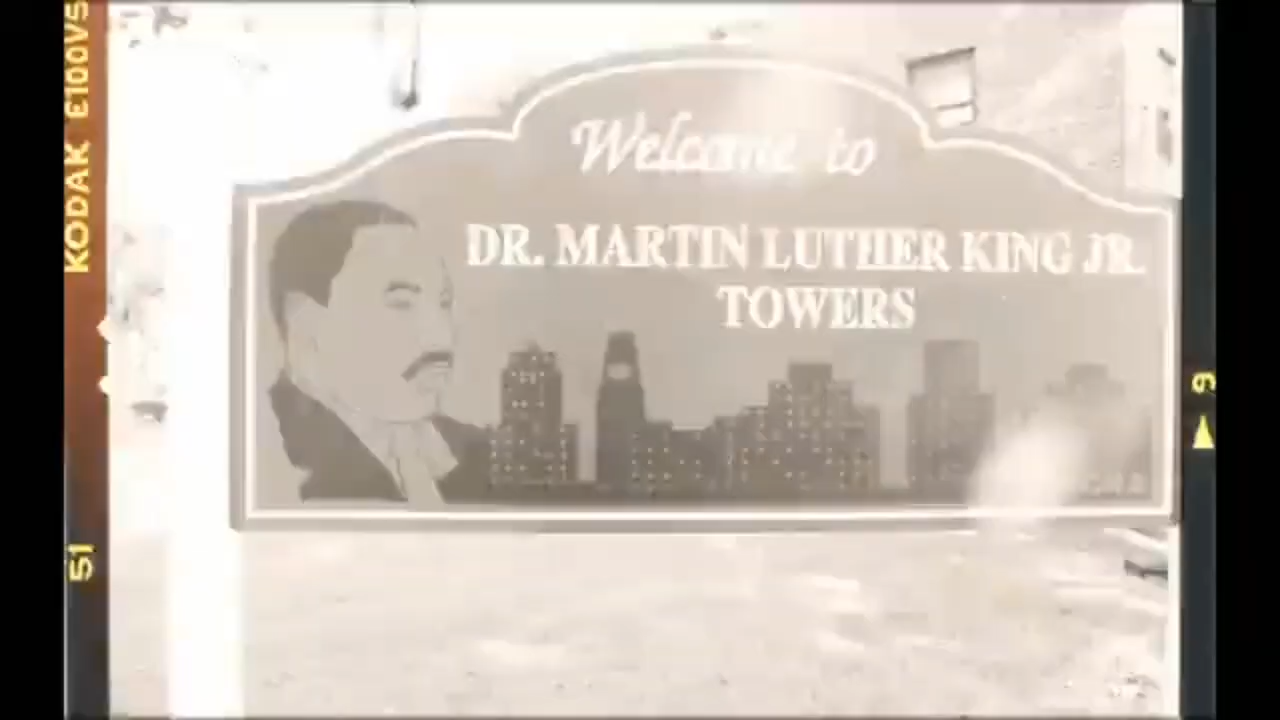 KODAK E100VS
51
Welcome to
DR. MARTIN LUTHER KING JR.
TOWERS
9